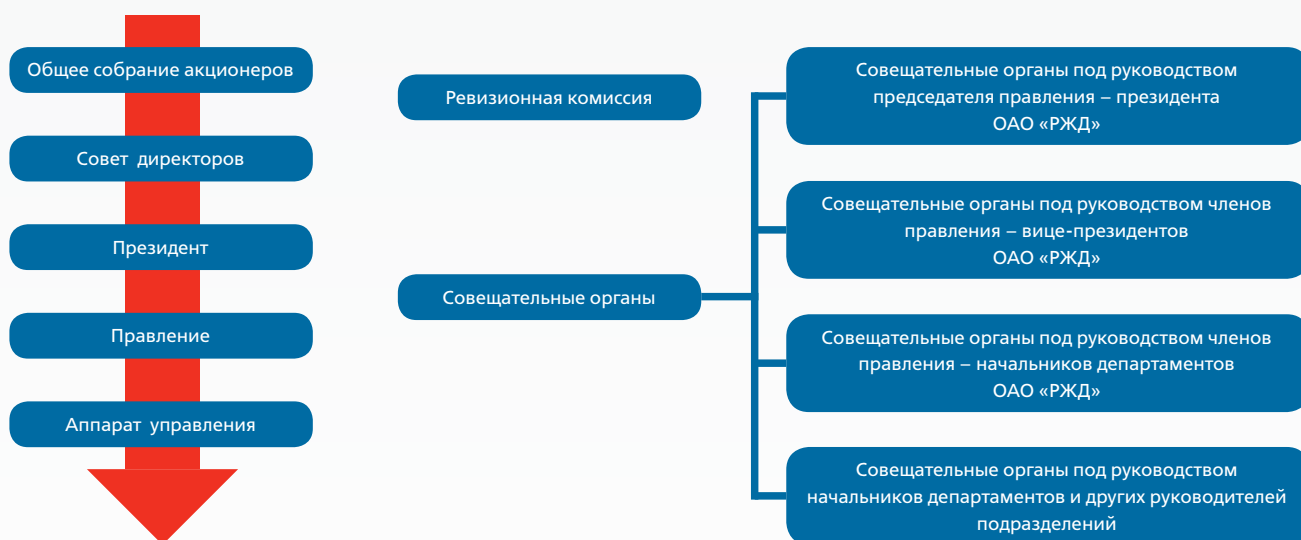 Общее собрание акционеров
Совет директоров
Президент
Правление
Аппарат управления
Ревизионная комиссия
Совещательные органы
Совещательные органы под руководством
председателя правления – президента
ОАО «РЖД»
Совещательные органы под руководством членов
правления – вице-президентов
ОАО «РЖД»
Совещательные органы под руководством членов
правления – начальников департаментов
ОАО «РЖД»
Совещательные органы под руководством
начальников департаментов и других руководителей
подразделений